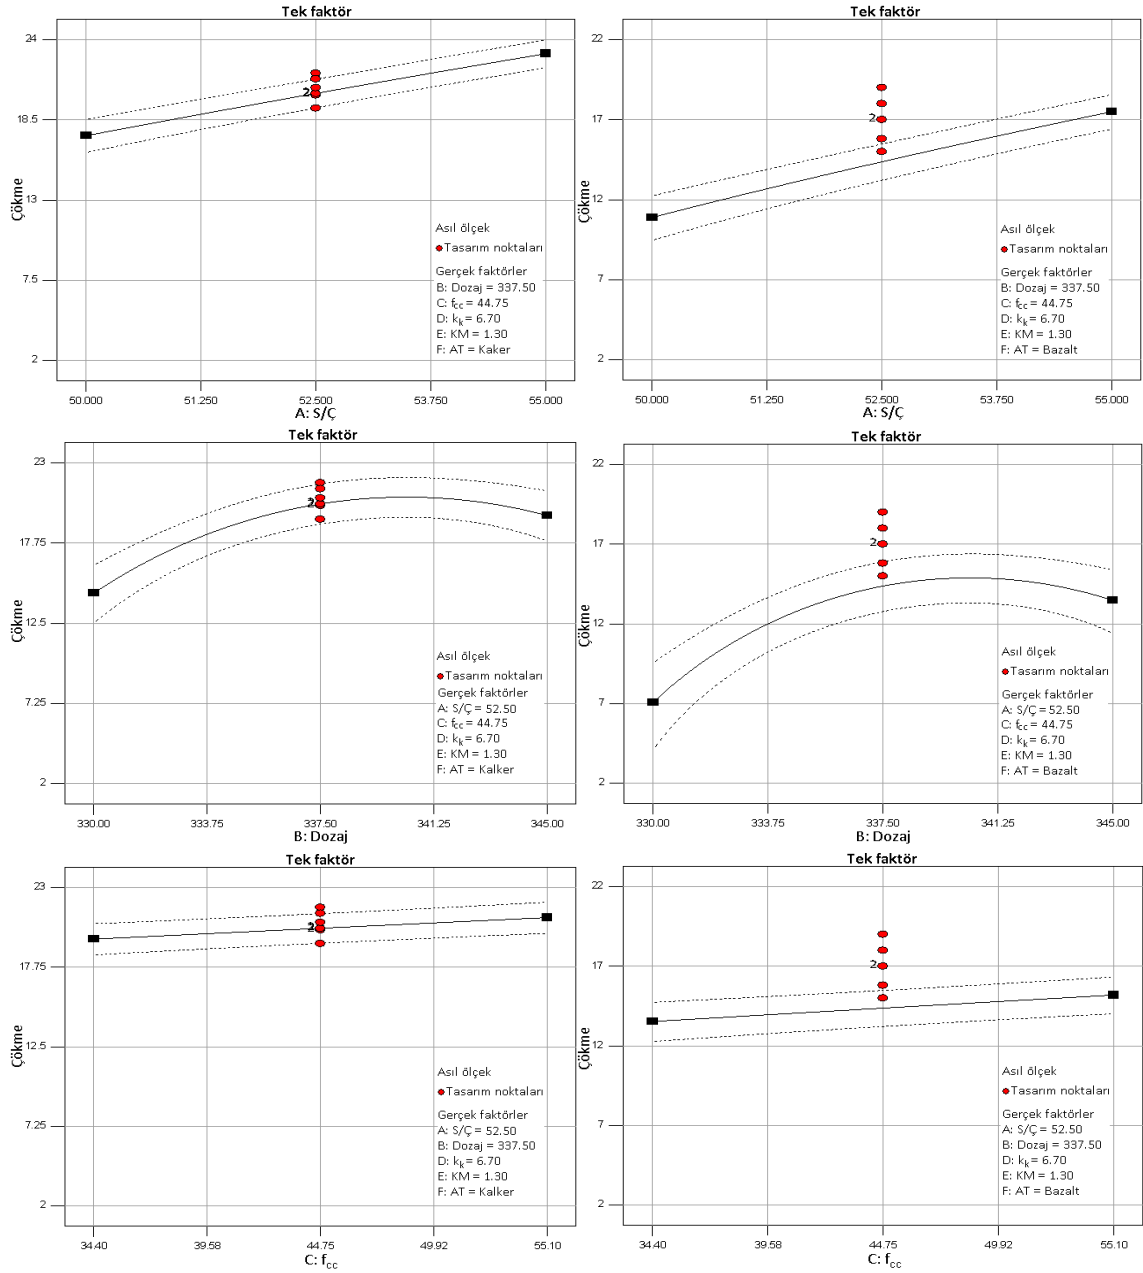 Tek faktör
24
18.5
13
7.5
2
Çökme
2
Asıl ölçek
Tasarım noktaları
Gerçek faktörler
B: Dozaj = 337.50
C: fcc = 44.75
D: kk = 6.70
E: KM = 1.30
F: AT = Kaker
50.000 51.250 52.500 53.750 55.000
A: S/Ç
Tek faktör
22
17
12
7
2
Çökme
2
Asıl ölçek
Tasarım noktaları
Gerçek faktörler
B: Dozaj = 337.50
C: fcc = 44.75
D: kk = 6.70
E: KM = 1.30
F: AT = Bazalt
50.000 51.250 52.500 53.750 55.000
A: S/Ç
Tek faktör
23
17.75
12.5
7.25
2
Çökme
2
Asıl ölçek
Tasarım noktaları
Gerçek faktörler
A: S/Ç = 52.50
C: fcc = 44.75
D: kk = 6.70
E: KM = 1.30
F: AT = Kalker
330.00 333.75 337.50 341.25 345.00
B: Dozaj
Tek faktör
22
17
12
7
2
Çökme
2
Asıl ölçek
Tasarım noktaları
Gerçek faktörler
A: S/Ç = 52.50
C: fcc = 44.75
D: kk = 6.70
E: KM = 1.30
F: AT = Bazalt
330.00 333.75 337.50 341.25 345.00
B: Dozaj
Tek faktör
23
17.75
12.5
7.25
2
Çökme
2
Asıl ölçek
Tasarım noktaları
Gerçek faktörler
A: S/Ç = 52.50
B: Dozaj = 337.50
D: kk = 6.70
E: KM = 1.30
F: AT = Kalker
34.40 39.58 44.75 49.92 55.10
C: fcc
Tek faktör
22
17
12
7
2
Çökme
2
Asıl ölçek
Tasarım noktaları
Gerçek faktörler
A: S/Ç = 52.50
B: Dozaj = 337.50
D: kk = 6.70
E: KM = 1.30
F: AT = Bazalt
34.40 39.58 44.75 49.92 55.10
C: fcc